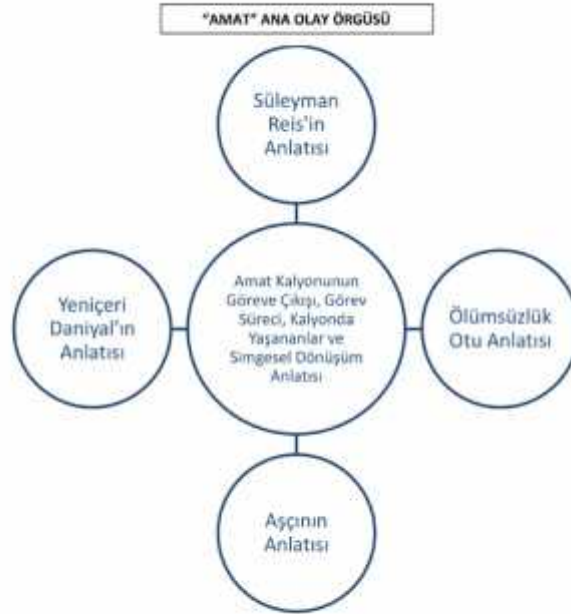 "AMAT" ANA OLAY ÖRGÜSÜ
Süleyman
Reis'in
Anlatısı
Yeniçeri
Daniyal'ın
Anlatısı
Amat Kalyonunun
Göreve Çıkışı, Görev
Süreci, Kalyonda
Yaşananlar ve
Simgesel Dönüşüm
Anlatısı
Ölümsüzlük
Otu Anlatısı
Aşçının
Anlatısı